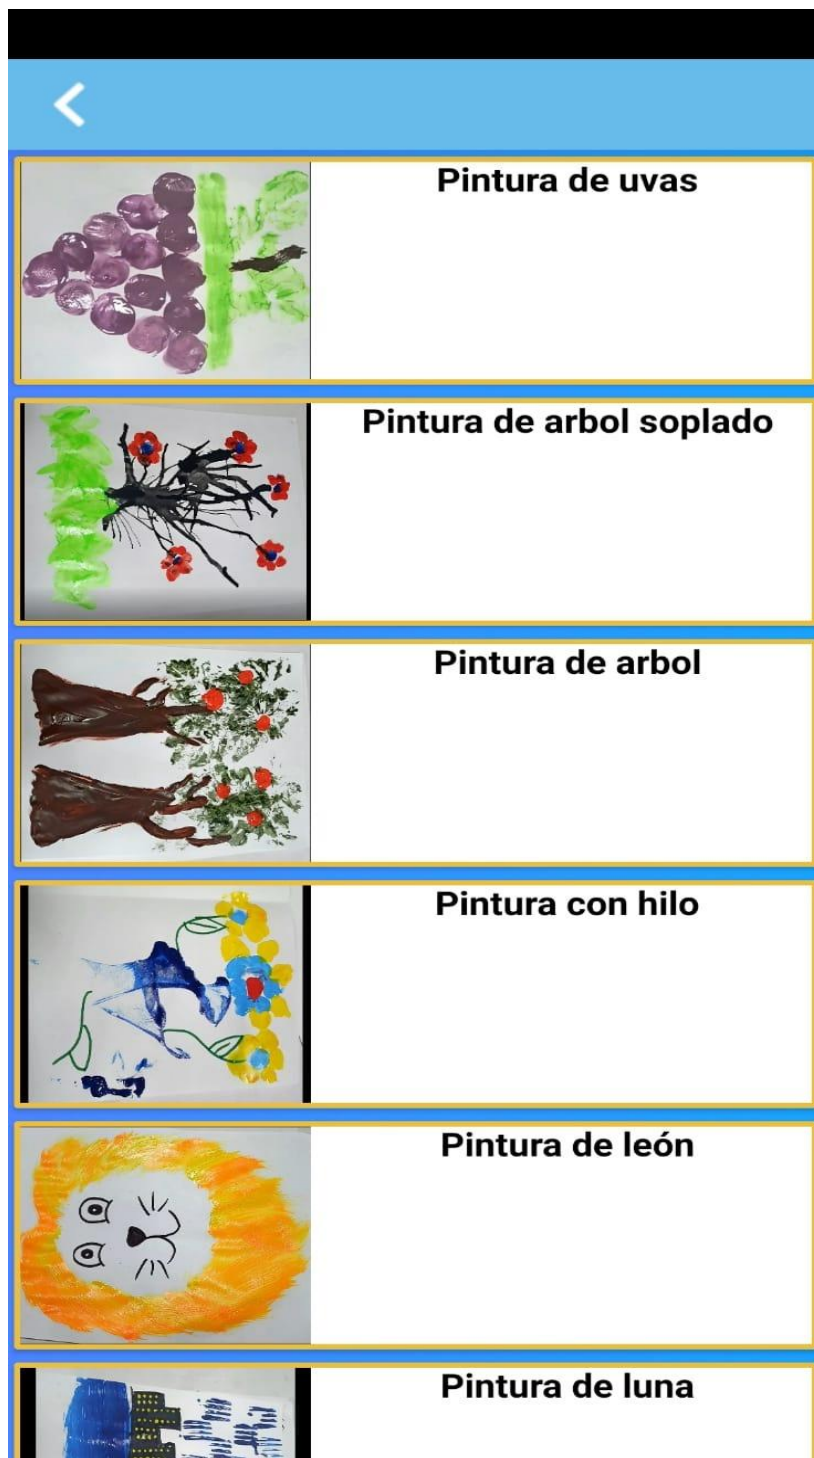 Pintura de uvas
Pintura de arbol soplado
Pintura de arbol
Pintura con hilo
Pintura de león
Pintura de luna